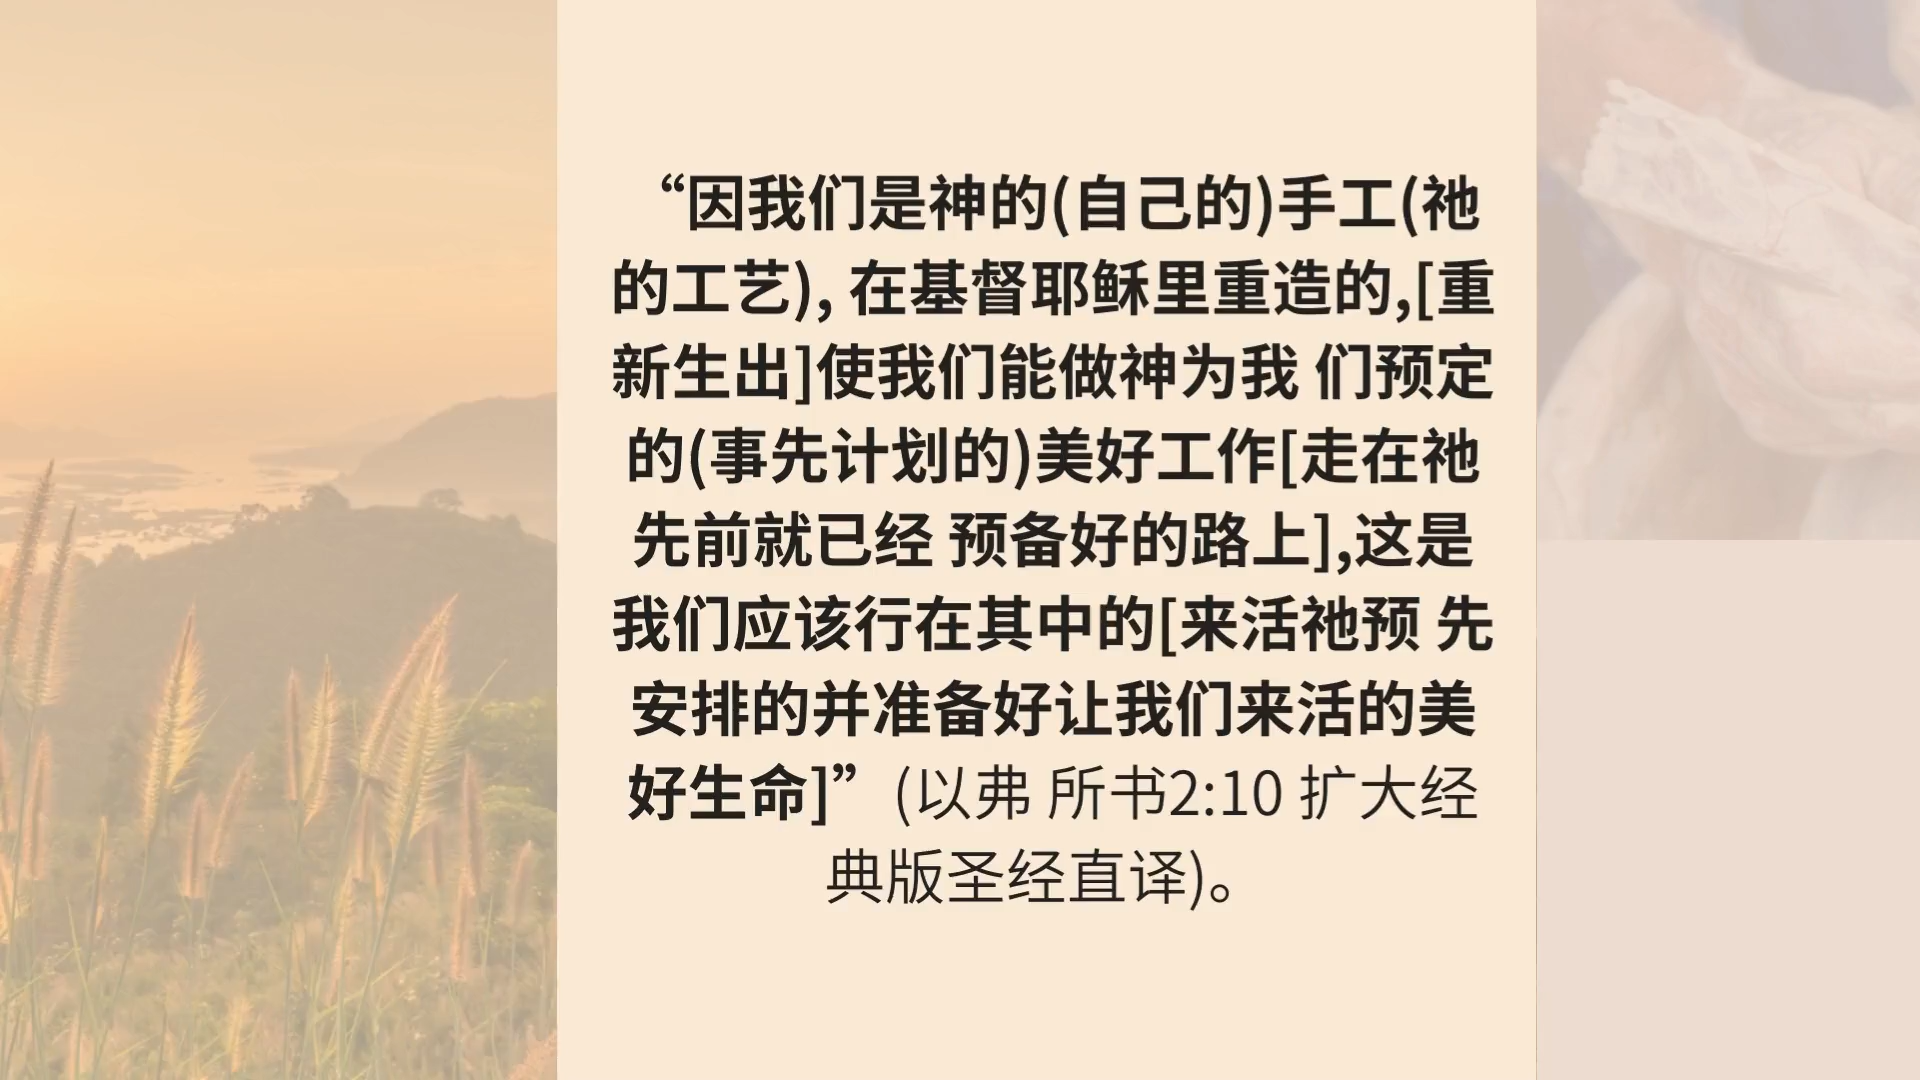 “因我们是神的(自己的)手工(祂
的工艺), 在基督耶稣里重造的,[重
新生出]使我们能做神为我 们预定
的(事先计划的)美好工作[走在祂
先前就已经 预备好的路上],这是
我们应该行在其中的[来活祂预 先
安排的并准备好让我们来活的美
好生命]”(以弗 所书2:10 扩大经
典版圣经直译)。